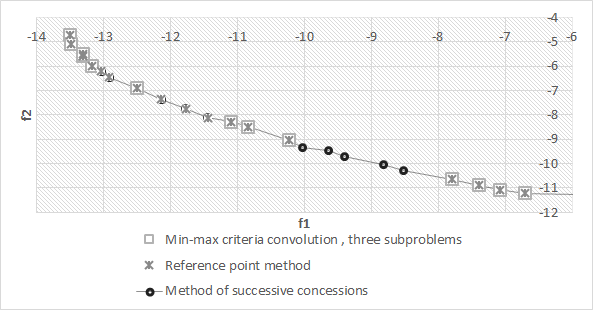 -14 -13 -12 -11 -10 -9 -8 -7 -6
-4
-5
-6
-7
-8
-9
-10
-11
-12
f2
f1
Min-max criteria convolution , three subproblems
Reference point method
Method of successive concessions